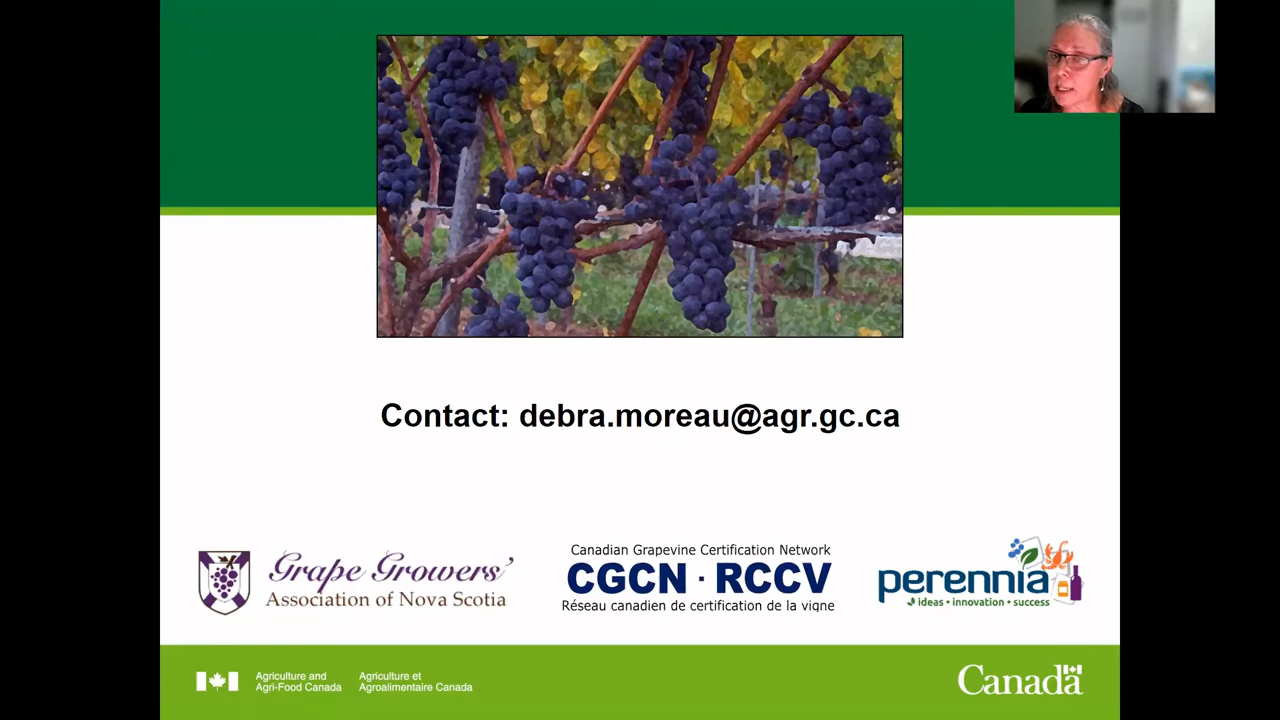 Contact: debra.moreau@agr.gc.ca
Grape Growers'
Association of Nova Scotia
Canadian Grapevine Certification Network
CGCN · RCCV
Réseau canadien de certification de la vigne
perennia
ideas • innovation • success
Agriculture and
Agri-Food Canada
Agriculture et
Agroalimentaire Canada
Canada